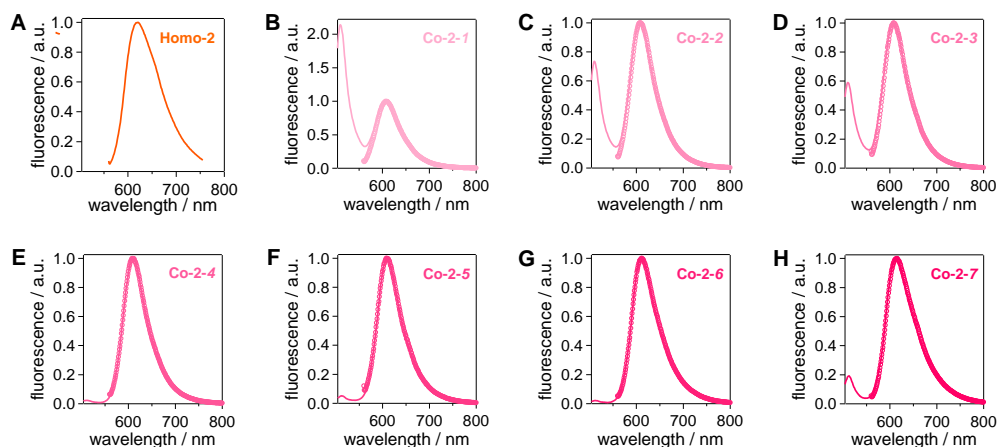 A
Homo-2
fluorescence / a.u.
1.0
0.8
0.6
0.4
0.2
0.0
600
700
800
wavelength / nm
B
Co-2-1
fluorescence / a.u.
2.0
1.5
1.0
0.5
0.0
600
700
800
wavelength / nm
C
Co-2-2
fluorescence / a.u.
1.0
0.8
0.6
0.4
0.2
0.0
600
700
800
wavelength / nm
D
Co-2-3
fluorescence / a.u.
1.0
0.8
0.6
0.4
0.2
0.0
600
700
800
wavelength / nm
E
Co-2-4
fluorescence / a.u.
1.0
0.8
0.6
0.4
0.2
0.0
600
700
800
wavelength / nm
F
Co-2-5
fluorescence / a.u.
1.0
0.8
0.6
0.4
0.2
0.0
600
700
800
wavelength / nm
G
Co-2-6
fluorescence / a.u.
1.0
0.8
0.6
0.4
0.2
0.0
600
700
800
wavelength / nm
H
Co-2-7
fluorescence / a.u.
1.0
0.8
0.6
0.4
0.2
0.0
600
700
800
wavelength / nm